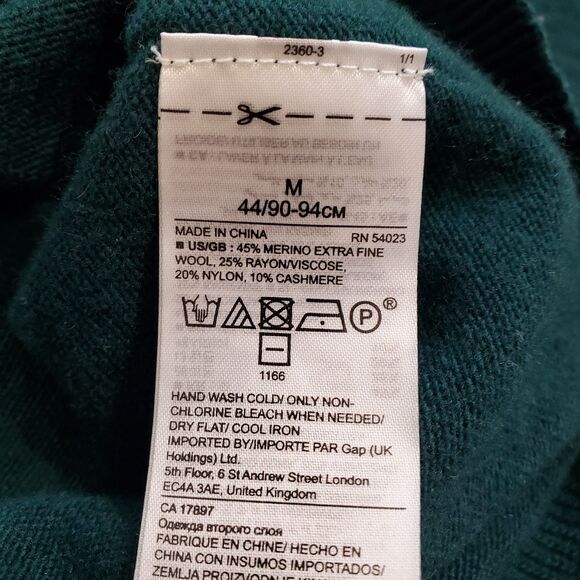 2360-3
1/1
M
44/90-94CM
MADE IN CHINA RN 54023
US/GB : 45% MERINO EXTRA FINE
WOOL, 25% RAYON/VISCOSE,
20% NYLON, 10% CASHMERE
P ®
1166
HAND WASH COLD/ ONLY NON-
CHLORINE BLEACH WHEN NEEDED/
DRY FLAT/ COOL IRON
IMPORTED BY/IMPORTE PAR Gap (UK
Holdings) Ltd.
5th Floor, 6 St Andrew Street London
EC4A 3AE, United Kingdom
CA 17897
Одежда второго слоя
FABRIQUE EN CHINE/ HECHO EN
CHINA CON INSUMOS IMPORTADOS/
ZEMLJA PROIZVODNJE